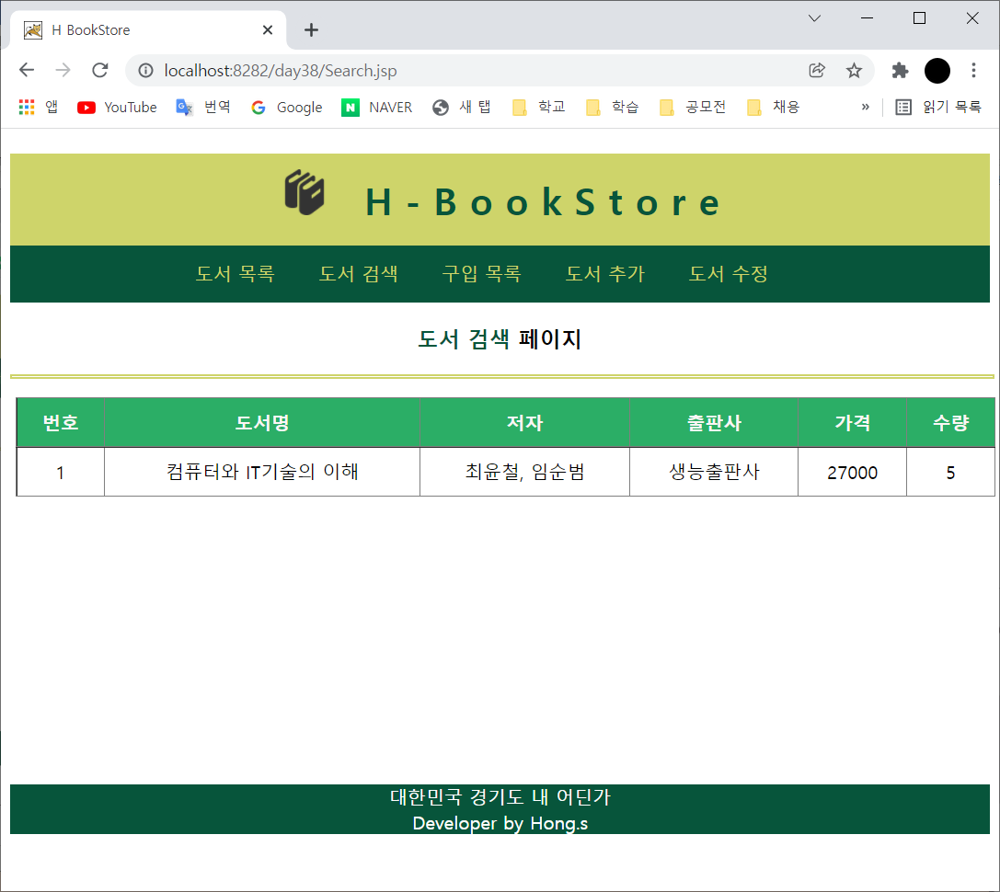 H BookStore
localhost:8282/day38/Search.jsp
앱 YouTube 번역 Google NAVER 새 탭 학교 학습 공모전 채용 » 읽기 목록
H-BookStore
도서 목록 도서 검색 구입 목록 도서 추가 도서 수정
도서 검색 페이지
번호 도서명 저자 출판사 가격 수량
1 컴퓨터와 IT기술의 이해 최윤철, 임순범 생능출판사 27000 5
대한민국 경기도 내 어딘가
Developer by Hong.s